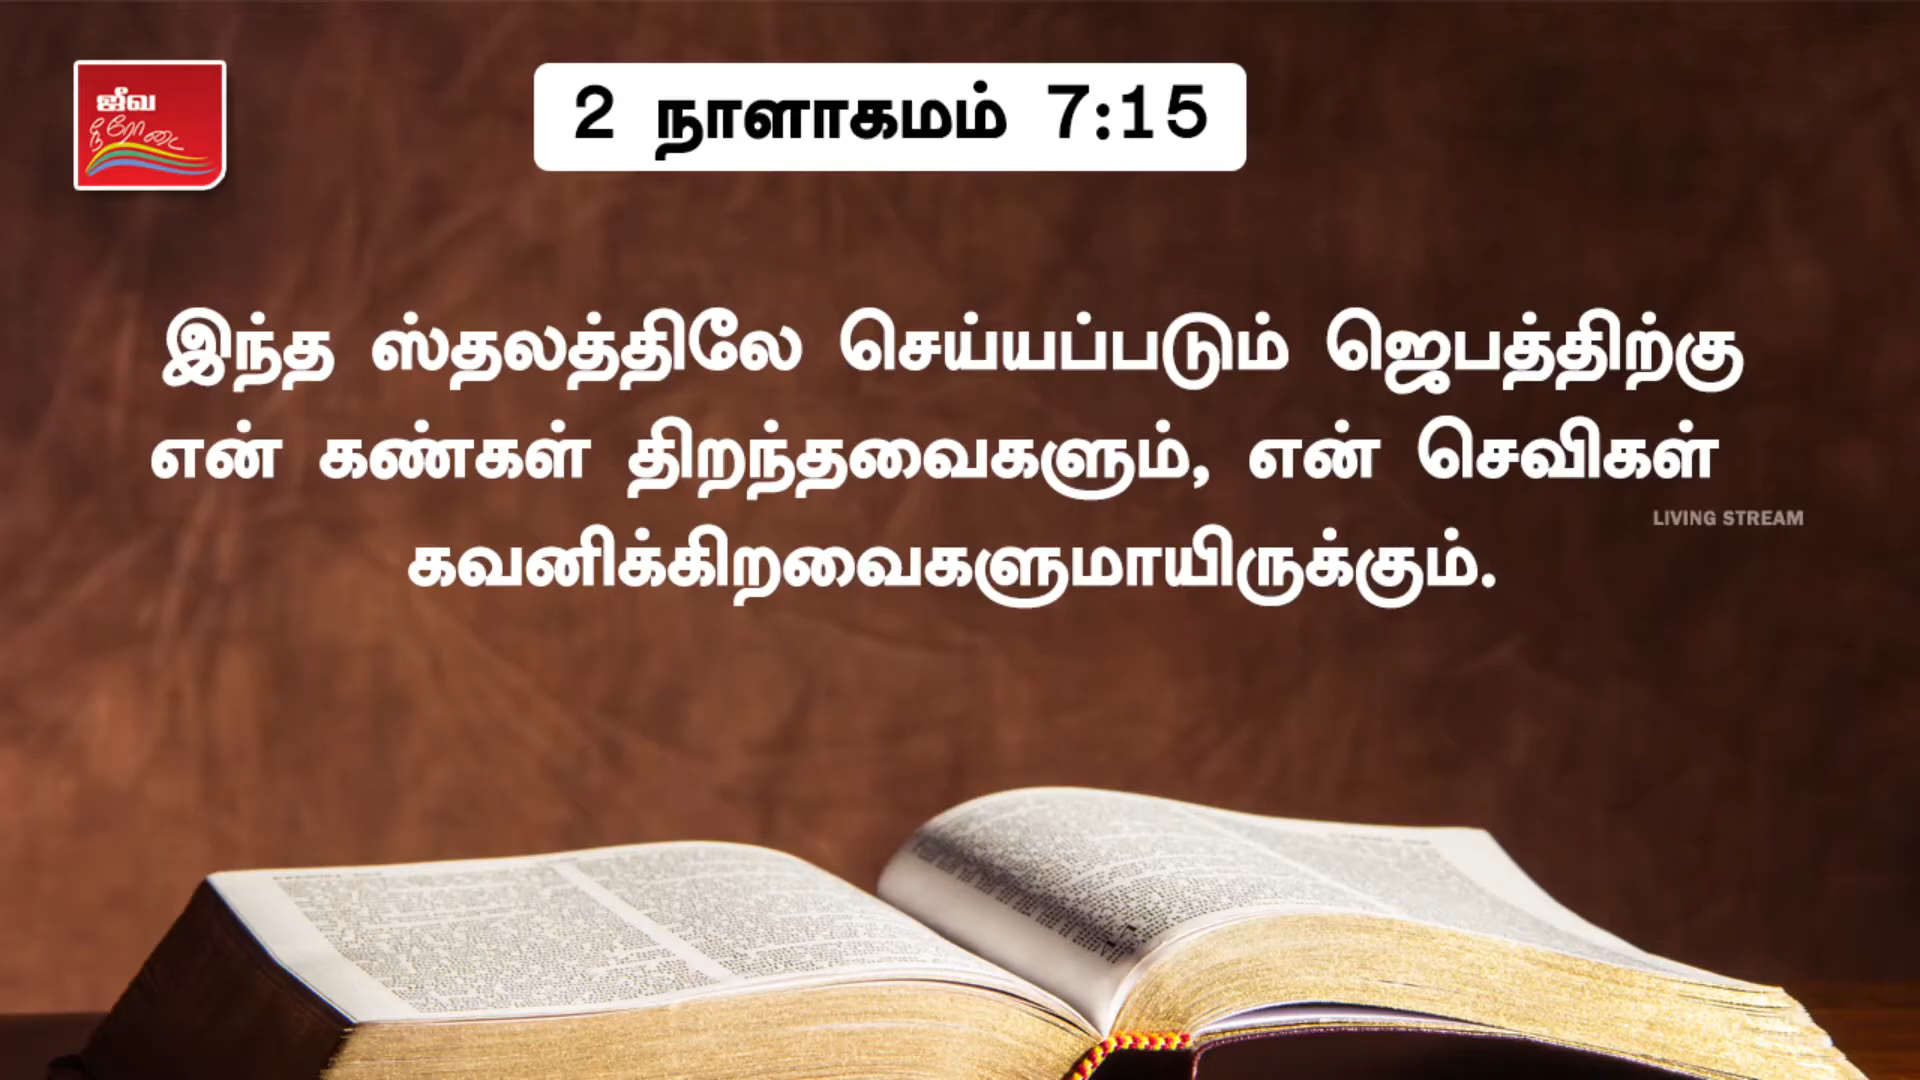 ஜீவ
நீரோடை
2 நாளாகமம் 7:15
இந்த ஸ்தலத்திலே செய்யப்படும் ஜெபத்திற்கு
என் கண்கள் திறந்தவைகளும், என் செவிகள்
LIVING STREAM
கவனிக்கிறவைகளுமாயிருக்கும்.